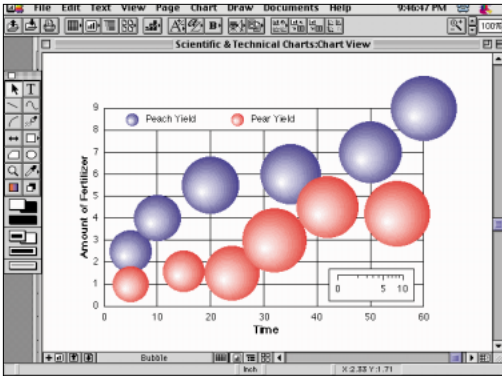 File Edit Text View Page Chart Draw Documents Help 9:46:47 PM
100%
Scientific & Technical Charts:Chart View
T
Peach Yield Pear Yield
Amount of Fertilizer
9
8
7
6
5
4
3
2
1
0
0 5 10
0 10 20 30 40 50 60
Time
Bubble
Inch X:2.33 Y:1.71